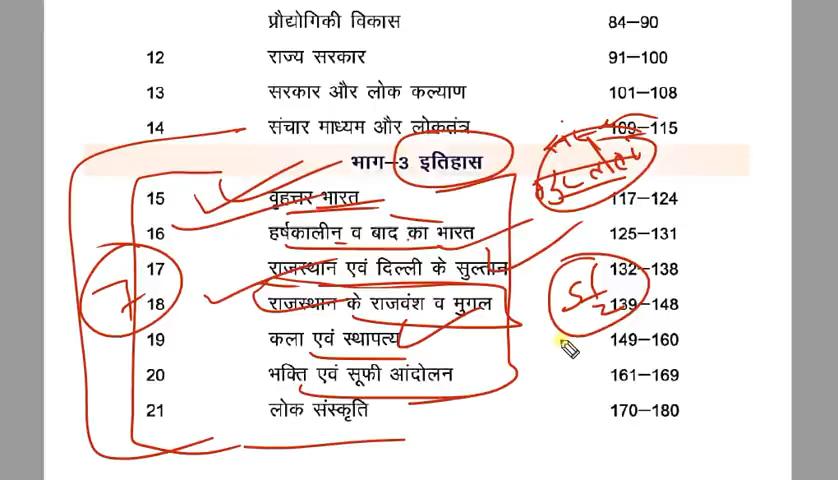 प्रौद्योगिकी विकास 84–90
12 राज्य सरकार 91–100
13 सरकार और लोक कल्याण 101–108
14 संचार माध्यम और लोकतंत्र 109–115
भाग–3 इतिहास
15 वृहत्तर भारत 117–124
16 हर्षकालीन व बाद का भारत 125–131
17 राजस्थान एवं दिल्ली के सुल्तान 132–138
18 राजस्थान के राजवंश व मुगल 139–148
19 कला एवं स्थापत्य 149–160
20 भक्ति एवं सूफी आंदोलन 161–169
21 लोक संस्कृति 170–180
7